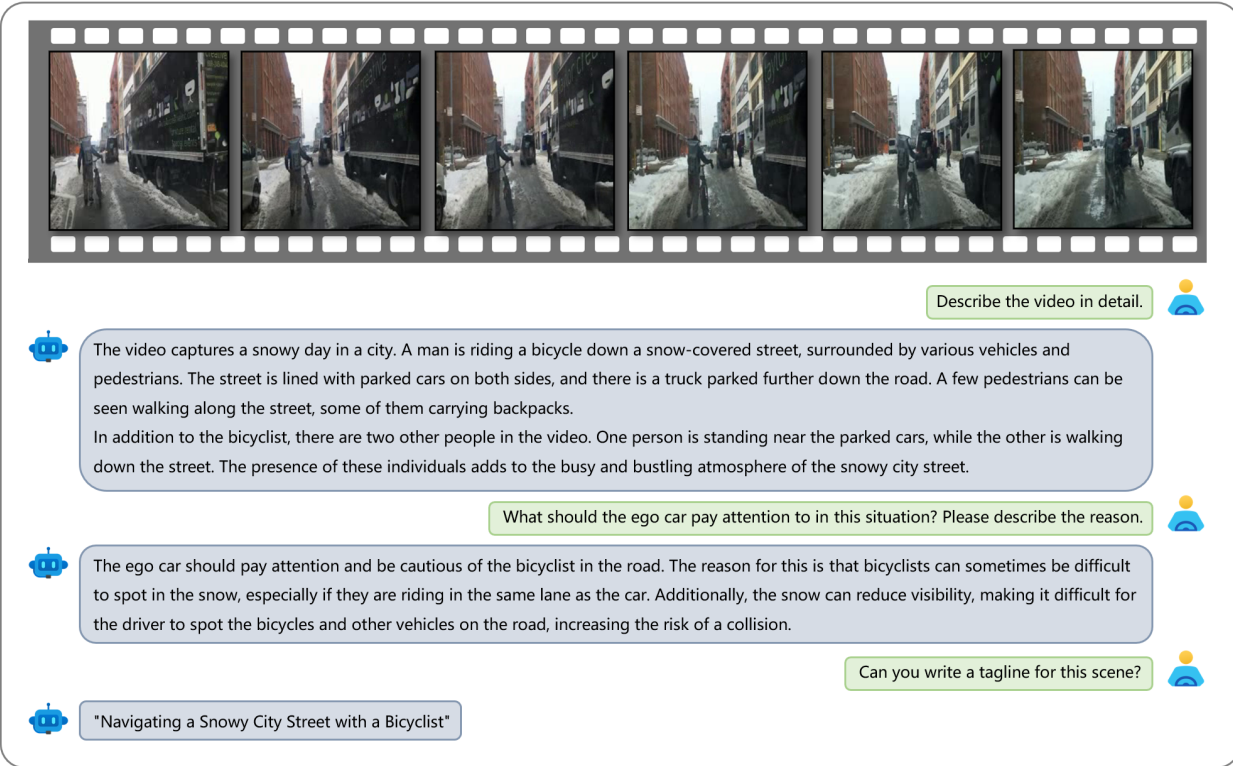 Describe the video in detail.
The video captures a snowy day in a city. A man is riding a bicycle down a snow-covered street, surrounded by various vehicles and
pedestrians. The street is lined with parked cars on both sides, and there is a truck parked further down the road. A few pedestrians can be
seen walking along the street, some of them carrying backpacks.
In addition to the bicyclist, there are two other people in the video. One person is standing near the parked cars, while the other is walking
down the street. The presence of these individuals adds to the busy and bustling atmosphere of the snowy city street.
What should the ego car pay attention to in this situation? Please describe the reason.
The ego car should pay attention and be cautious of the bicyclist in the road. The reason for this is that bicyclists can sometimes be difficult
to spot in the snow, especially if they are riding in the same lane as the car. Additionally, the snow can reduce visibility, making it difficult for
the driver to spot the bicycles and other vehicles on the road, increasing the risk of a collision.
Can you write a tagline for this scene?
"Navigating a Snowy City Street with a Bicyclist"